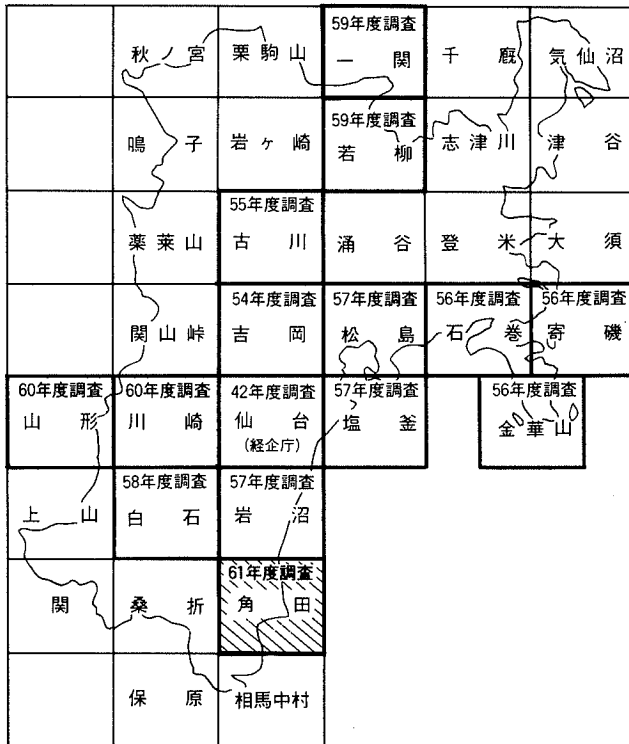 59年度調査
秋ノ宮 栗駒山 一関 千厩 気仙沼
59年度調査
鳴子 岩ヶ崎 若柳 志津川 津谷
55年度調査
薬莱山 古川 涌谷 登米 大須
54年度調査 57年度調査 56年度調査 56年度調査
関山峠 吉岡 松島 石巻 寄磯
60年度調査 60年度調査 42年度調査 57年度調査 56年度調査
山形 川崎 仙台 塩釜 金華山
(経企庁)
58年度調査 57年度調査
上山 白石 岩沼
61年度調査
関 桑折 角田
保原 相馬中村